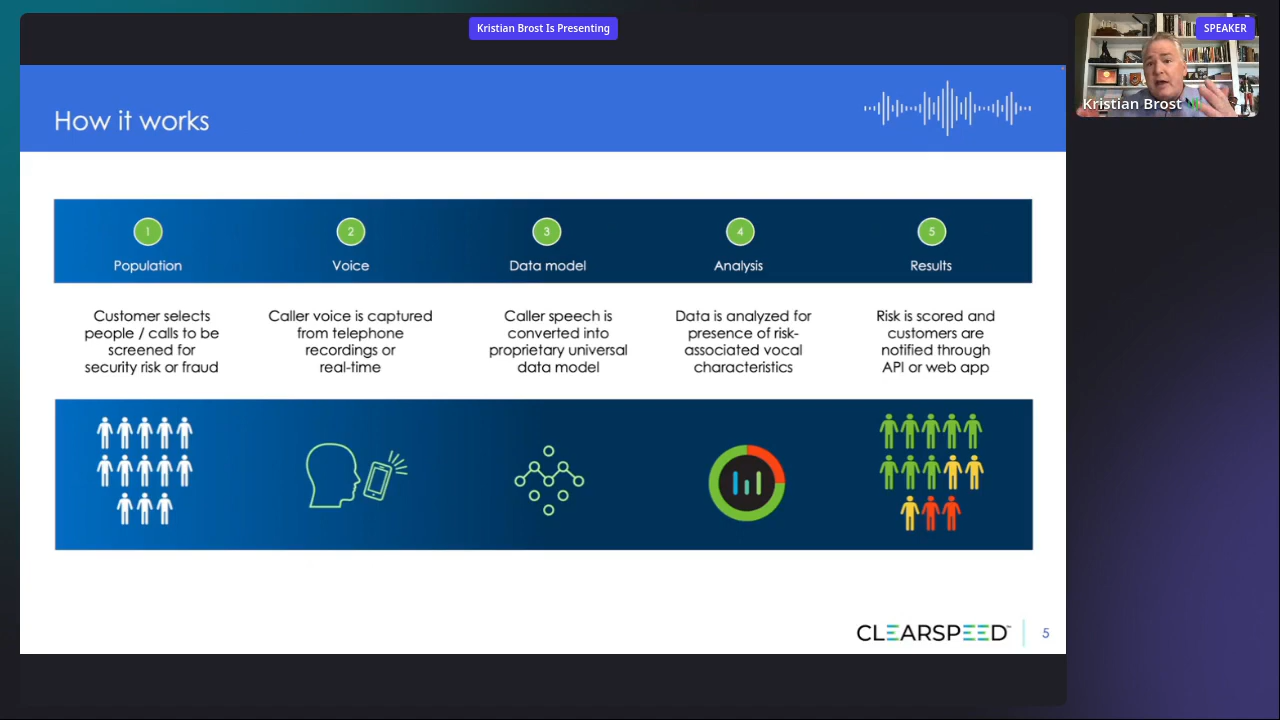 Kristian Brost Is Presenting
SPEAKER
Kristian Brost
How it works
1
Population
2
Voice
3
Data model
4
Analysis
5
Results
Customer selects
people / calls to be
screened for
security risk or fraud
Caller voice is captured
from telephone
recordings or
real-time
Caller speech is
converted into
proprietary universal
data model
Data is analyzed for
presence of risk-
associated vocal
characteristics
Risk is scored and
customers are
notified through
API or web app
CLEARSPEED™
5